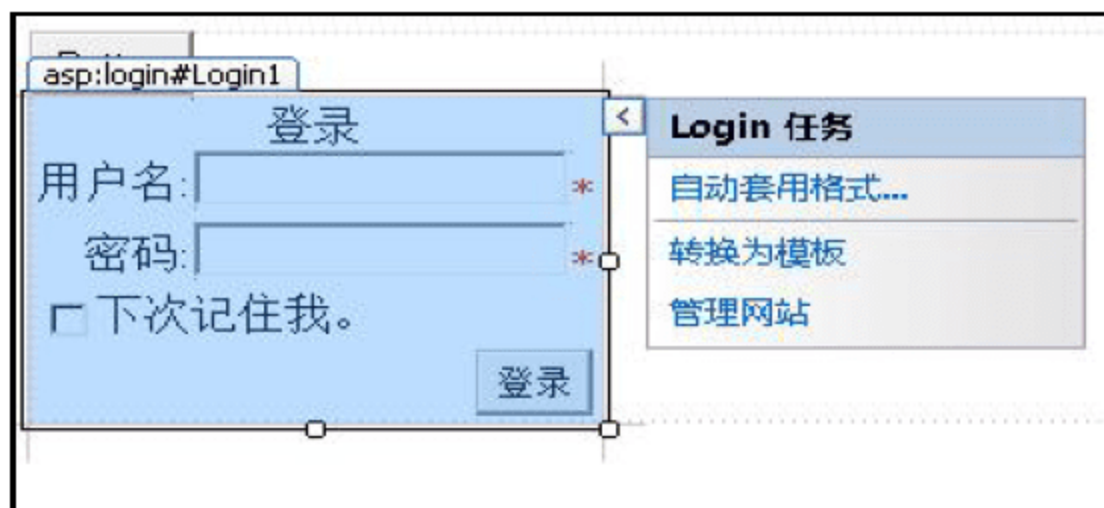 asp:login#Login1
登录
用户名: *
密码: *
下次记住我。
登录
Login 任务
自动套用格式...
转换为模板
管理网站